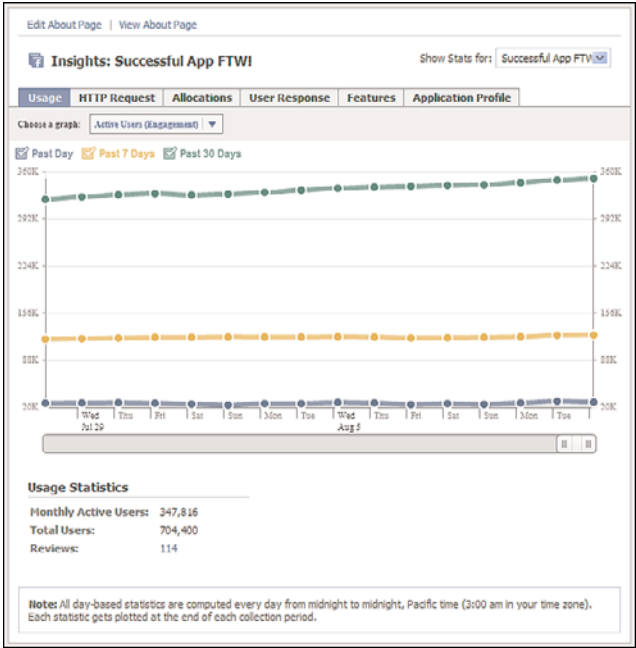 Edit About Page | View About Page
Insights: Successful App FTW!
Show Stats for: Successful App FTW
Usage HTTP Request Allocations User Response Features Application Profile
Choose a graph: Active Users (Engagement)
Past Day Past 7 Days Past 30 Days
360K 360K
292K 292K
224K 224K
156K 156K
88K 88K
20K 20K
Wed Thu Fri Sat Sun Mon Tue Wed Thu Fri Sat Sun Mon Tue
Jul 29 Aug 5
Usage Statistics
Monthly Active Users: 347,816
Total Users: 704,400
Reviews: 114
Note: All day-based statistics are computed every day from midnight to midnight, Pacific time (3:00 am in your time zone).
Each statistic gets plotted at the end of each collection period.